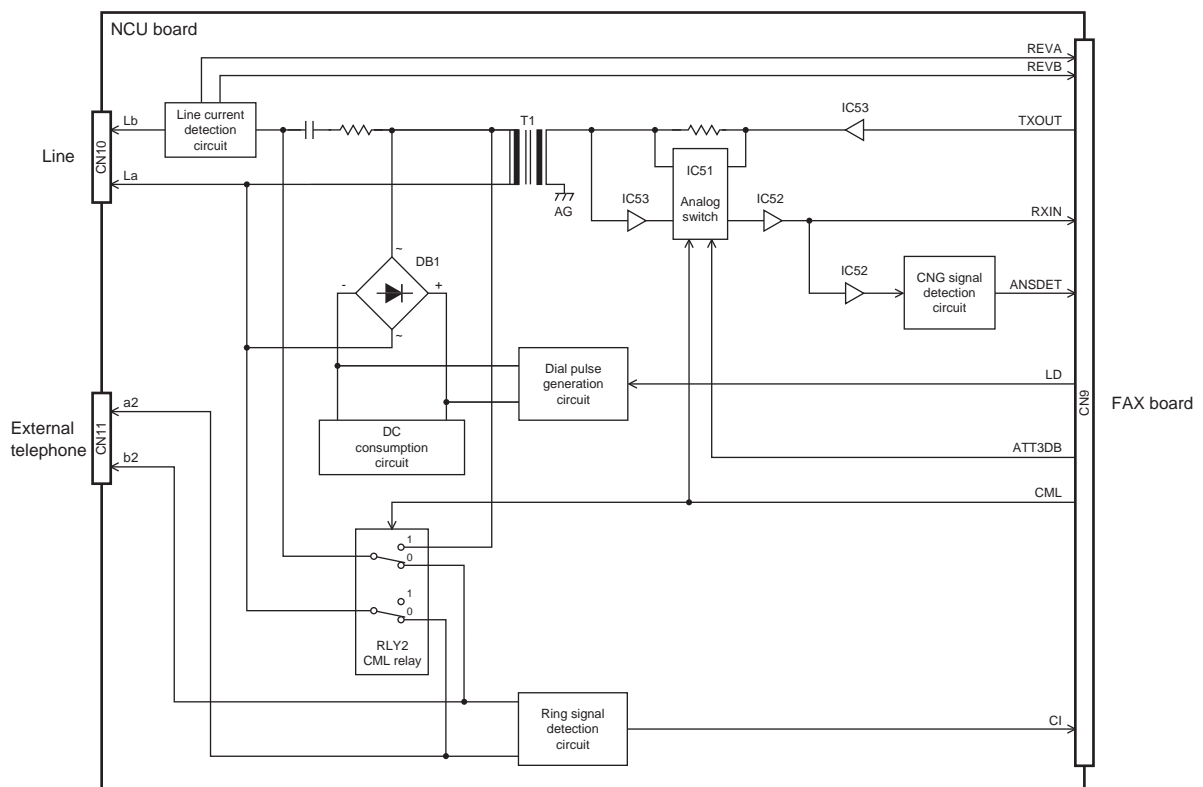 NCU board
REVA
REVB
Line current
detection
circuit
Lb
T1
IC53
TXOUT
CN10
Line
La
IC51
Analog
switch
AG
IC53
IC52
RXIN
~
DB1
-
+
~
IC52
CNG signal
detection
circuit
ANSDET
Dial pulse
generation
circuit
LD
CN9
FAX board
a2
External
telephone
CN11
b2
DC
consumption
circuit
ATT3DB
CML
1
0
1
0
RLY2
CML relay
Ring signal
detection
circuit
CI